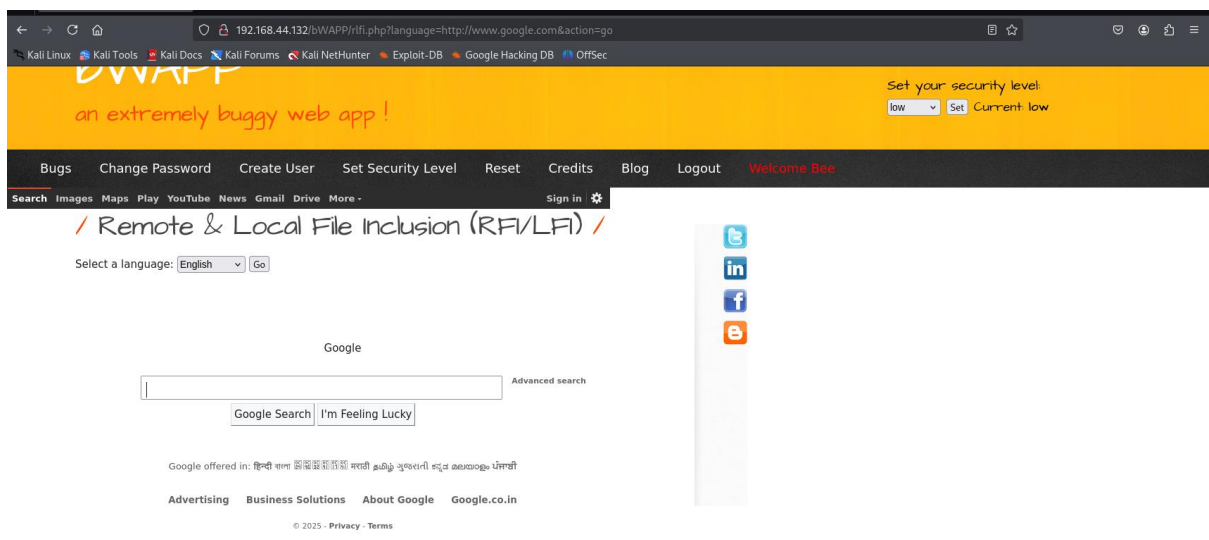 192.168.44.132/bWAPP/rlfi.php?language=http://www.google.com&action=go
Kali Linux Kali Tools Kali Docs Kali Forums Kali NetHunter Exploit-DB Google Hacking DB OffSec
bWAPP
an extremely buggy web app !
Set your security level:
low Set Current: low
Bugs Change Password Create User Set Security Level Reset Credits Blog Logout Welcome Bee
Search Images Maps Play YouTube News Gmail Drive More Sign in
/ Remote & Local File Inclusion (RFI/LFI) /
Select a language: English Go
Google
Advanced search
Google Search I'm Feeling Lucky
Google offered in: हिन्दी বাংলা मराठी தமிழ் ગુજરાતી ಕನ್ನಡ മലയാളം ਪੰਜਾਬੀ
Advertising Business Solutions About Google Google.co.in
© 2025 - Privacy - Terms